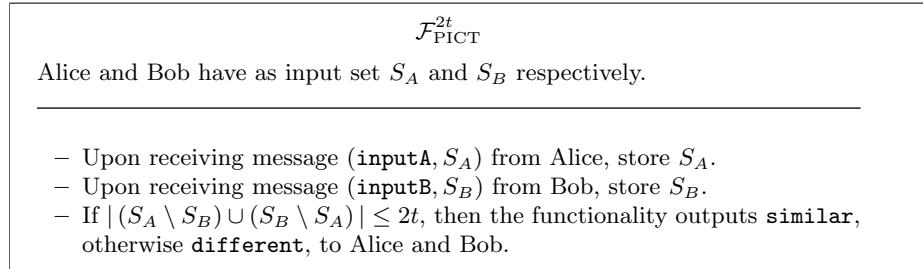 𝓕^{2t}_{PICT}
Alice and Bob have as input set S_A and S_B respectively.
– Upon receiving message (inputA, S_A) from Alice, store S_A.
– Upon receiving message (inputB, S_B) from Bob, store S_B.
– If | (S_A \ S_B) ∪ (S_B \ S_A) | ≤ 2t, then the functionality outputs similar,
otherwise different, to Alice and Bob.